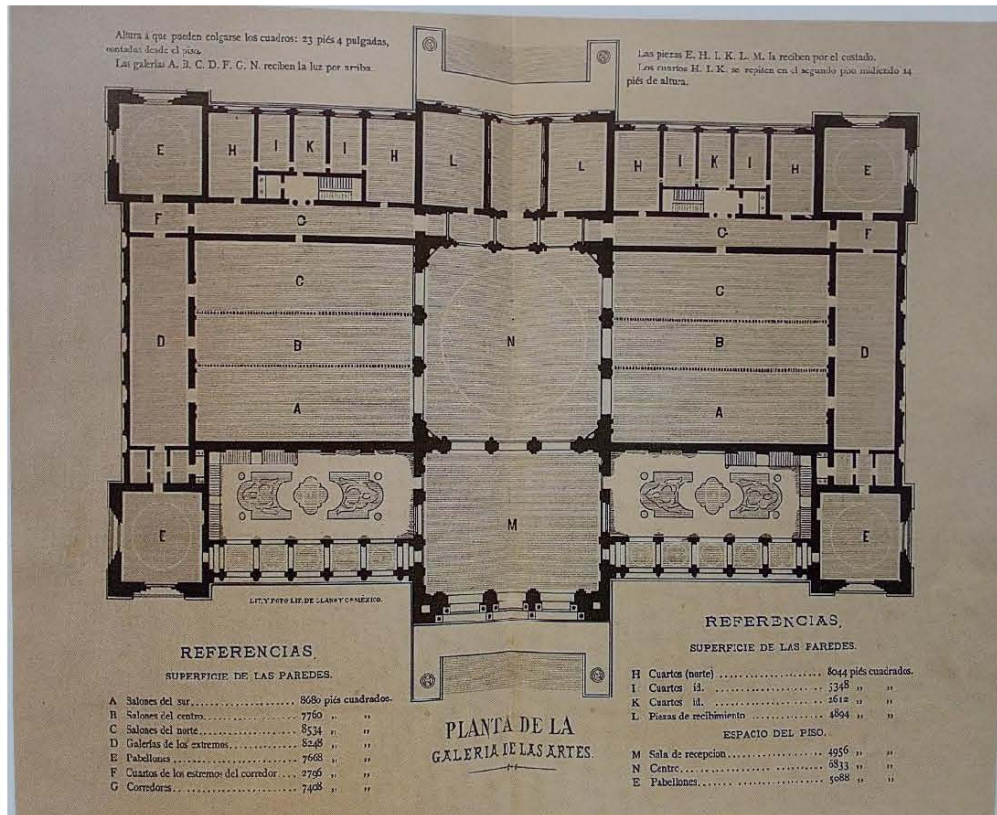 Altura á que pueden colgarse los cuadros: 23 piés 4 pulgadas,
contadas desde el piso.
Las galerías A. B. C. D. F. G. N. reciben la luz por arriba.
Las piezas E. H. I. K. L. M. la reciben por el costado.
Los cuartos H. I. K. se repiten en el segundo piso midiendo 14
piés de altura.
E H I K I H L L H I K I H E
F G G F
C C
D B N B D
A A
E M E
LIT. Y FOTO LIT. DE LLANO Y Cª MÉXICO.
REFERENCIAS.
SUPERFICIE DE LAS PAREDES.
A Salones del sur 8680 piés cuadrados.
B Salones del centro 7760 ,, ,,
C Salones del norte 8534 ,, ,,
D Galerías de los extremos 8248 ,, ,,
E Pabellones 7668 ,, ,,
F Cuartos de los estremos del corredor 2796 ,, ,,
G Corredores 7408 ,, ,,
PLANTA DE LA
GALERIA DE LAS ARTES.
REFERENCIAS,
SUPERFICIE DE LAS PAREDES.
H Cuartos (norte) 8044 piés cuadrados.
I Cuartos id. 5348 ,, ,,
K Cuartos id. 2612 ,, ,,
L Piezas de recibimiento 4894 ,, ,,
ESPACIO DEL PISO.
M Sala de recepcion 4956 ,, ,,
N Centro 6833 ,, ,,
E Pabellones 5088 ,, ,,